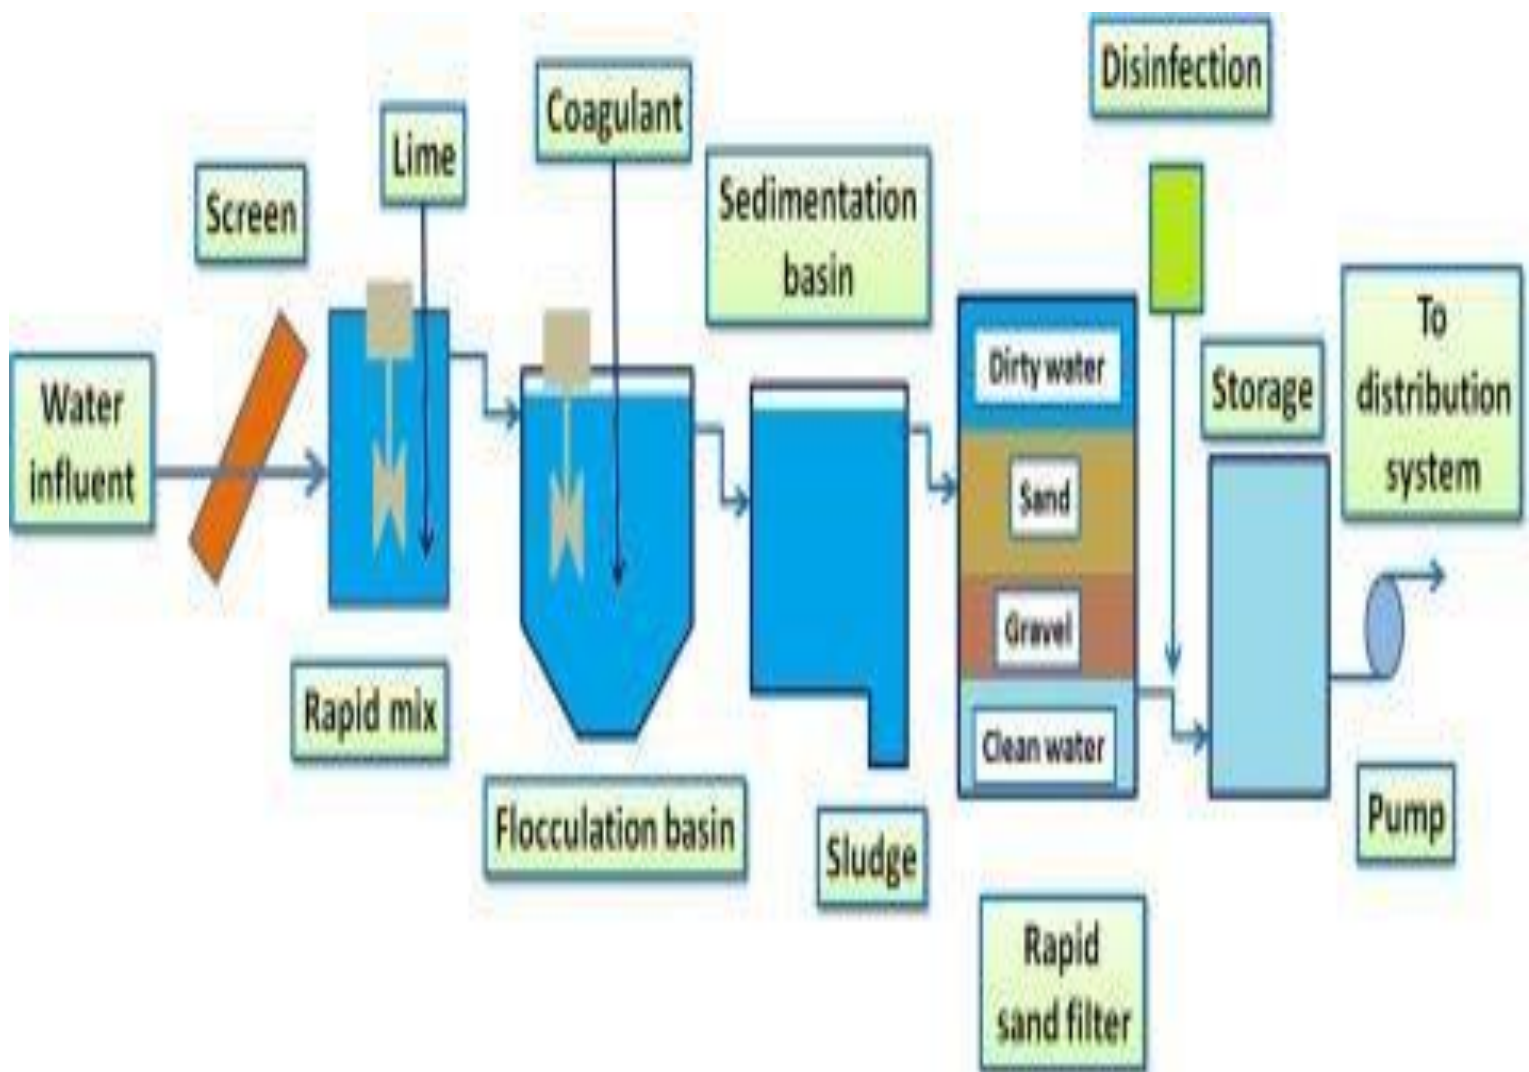 Water
influent
Screen
Lime
Rapid mix
Coagulant
Flocculation basin
Sedimentation
basin
Sludge
Dirty water
Sand
Gravel
Clean water
Rapid
sand filter
Disinfection
Storage
To
distribution
system
Pump